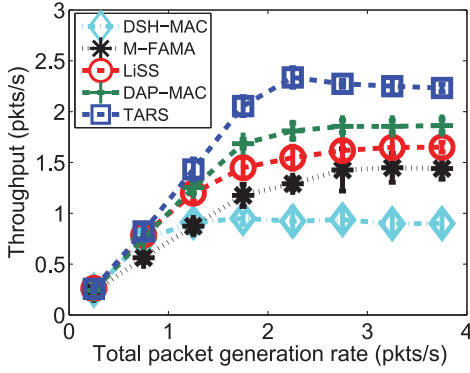 3
2.5
2
1.5
1
0.5
0
0
1
2
3
4
Throughput (pkts/s)
Total packet generation rate (pkts/s)
DSH−MAC
M−FAMA
LiSS
DAP−MAC
TARS